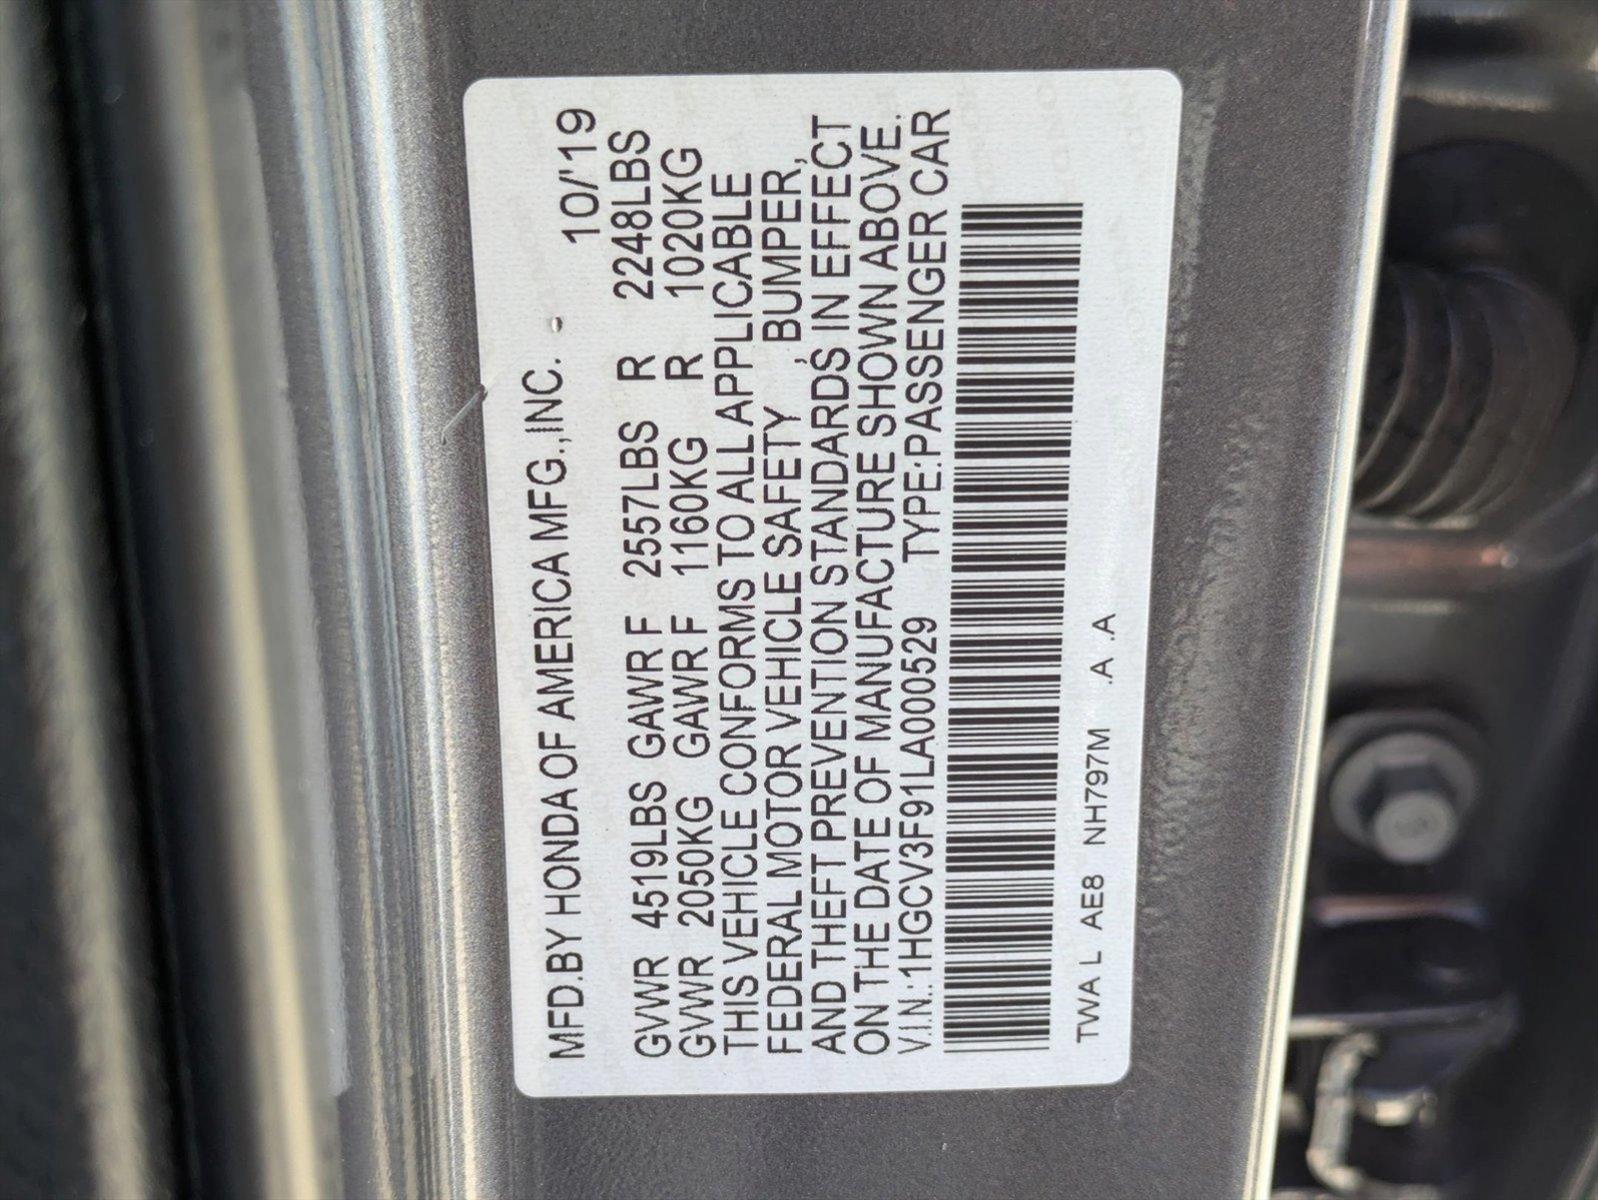 MFD.BY HONDA OF AMERICA MFG.,INC. 10/'19
GVWR 4519LBS GAWR F 2557LBS R 2248LBS
GVWR 2050KG GAWR F 1160KG R 1020KG
THIS VEHICLE CONFORMS TO ALL APPLICABLE
FEDERAL MOTOR VEHICLE SAFETY , BUMPER,
AND THEFT PREVENTION STANDARDS, IN EFFECT
ON THE DATE OF MANUFACTURE SHOWN ABOVE.
V.I.N.:1HGCV3F91LA000529 TYPE:PASSENGER CAR
TWA L AE8 NH797M .A .A